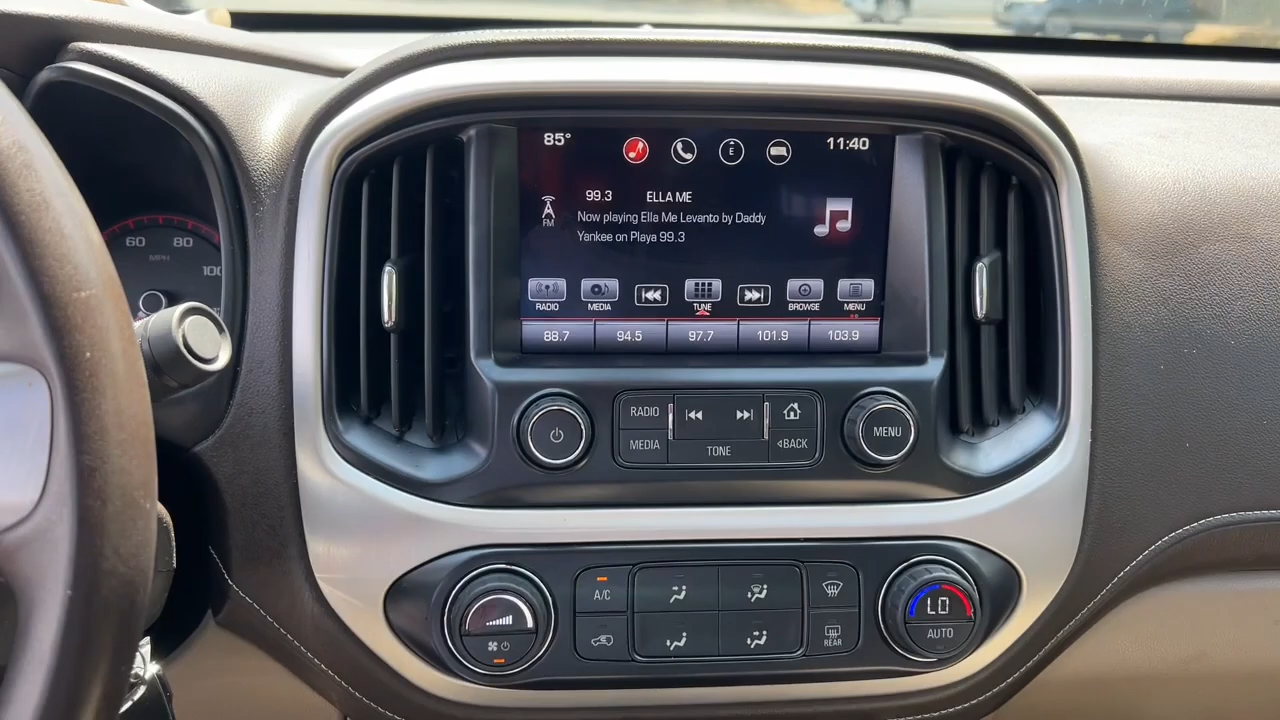 85°
E
11:40
60 80
MPH
100
FM
99.3 ELLA ME
Now playing Ella Me Levanto by Daddy
Yankee on Playa 99.3
RADIO MEDIA TUNE BROWSE MENU
88.7 94.5 97.7 101.9 103.9
RADIO
MEDIA
TONE
BACK
MENU
A/C
REAR
LO
AUTO